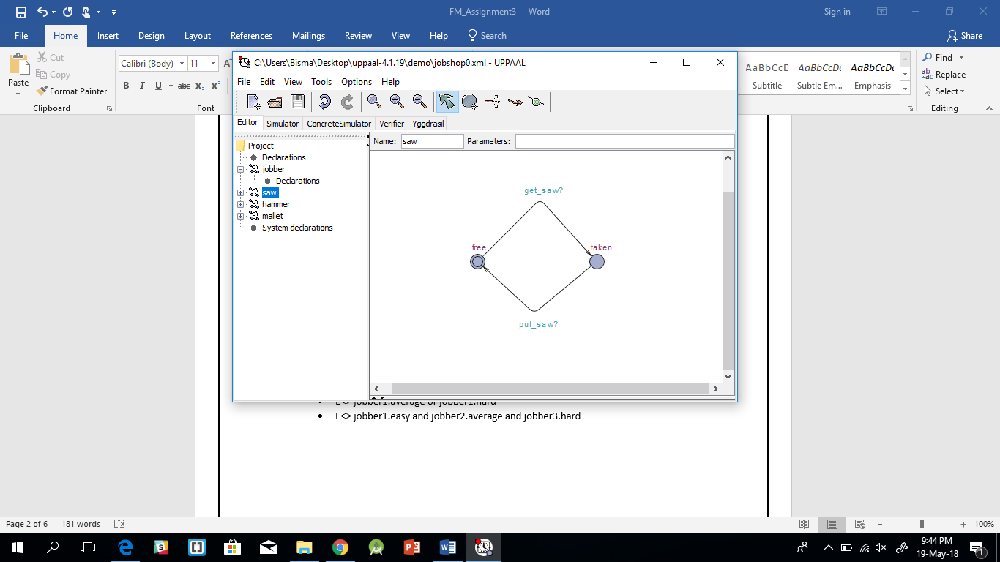 FM_Assignment3 - Word
Sign in
File Home Insert Design Layout References Mailings Review View Help Search Share
Paste
Cut
Copy
Format Painter
Clipboard
Calibri (Body) 11
B I U abc x₂ x²
Font
AaBbCcD AaBbCcDc AaBbCcDc
Subtitle Subtle Em... Emphasis
Find
Replace
Select
Editing
C:\Users\Bisma\Desktop\uppaal-4.1.19\demo\jobshop0.xml - UPPAAL
File Edit View Tools Options Help
Editor Simulator ConcreteSimulator Verifier Yggdrasil
Project
Declarations
jobber
Declarations
saw
hammer
mallet
System declarations
Name: saw Parameters:
get_saw?
free taken
put_saw?
E<> jobber1.average or jobber1.hard
• E<> jobber1.easy and jobber2.average and jobber3.hard
Page 2 of 6 181 words 100%
9:44 PM
19-May-18
1